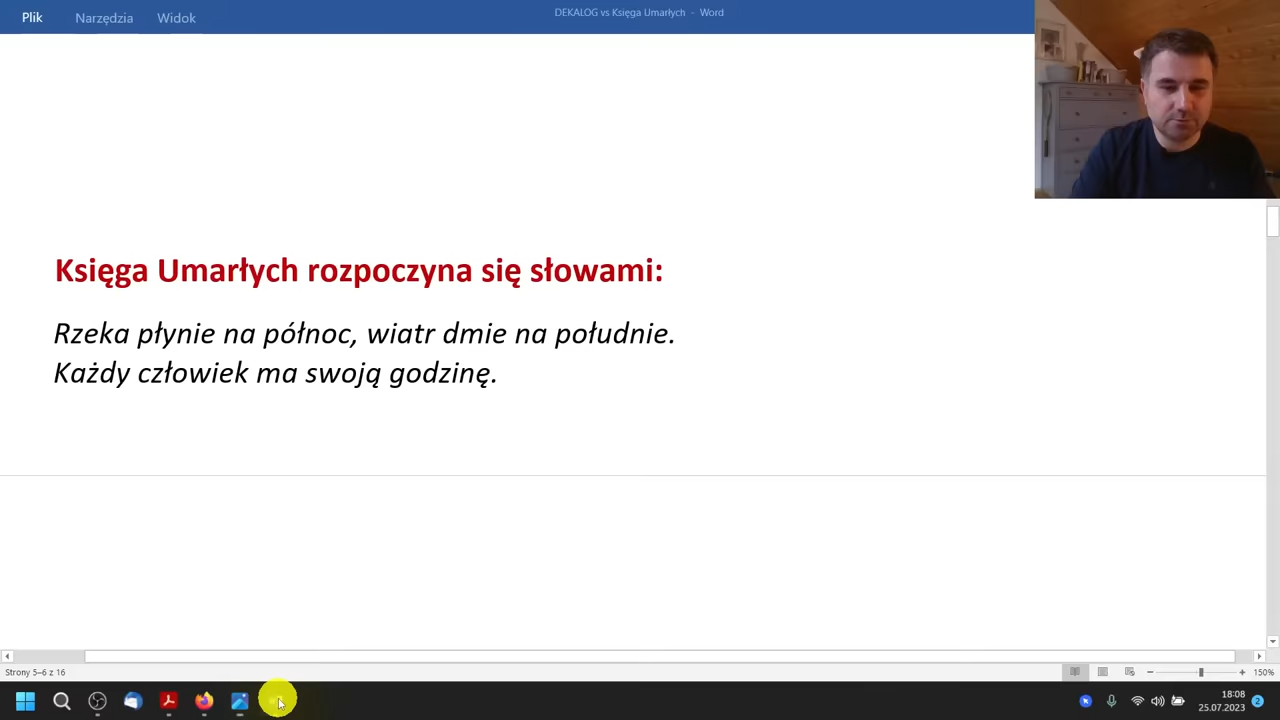 Plik Narzędzia Widok
DEKALOG vs Księga Umarłych - Word
Księga Umarłych rozpoczyna się słowami:
Rzeka płynie na północ, wiatr dmie na południe.
Każdy człowiek ma swoją godzinę.
Strony 5–6 z 16
150%
18:08
25.07.2023
2